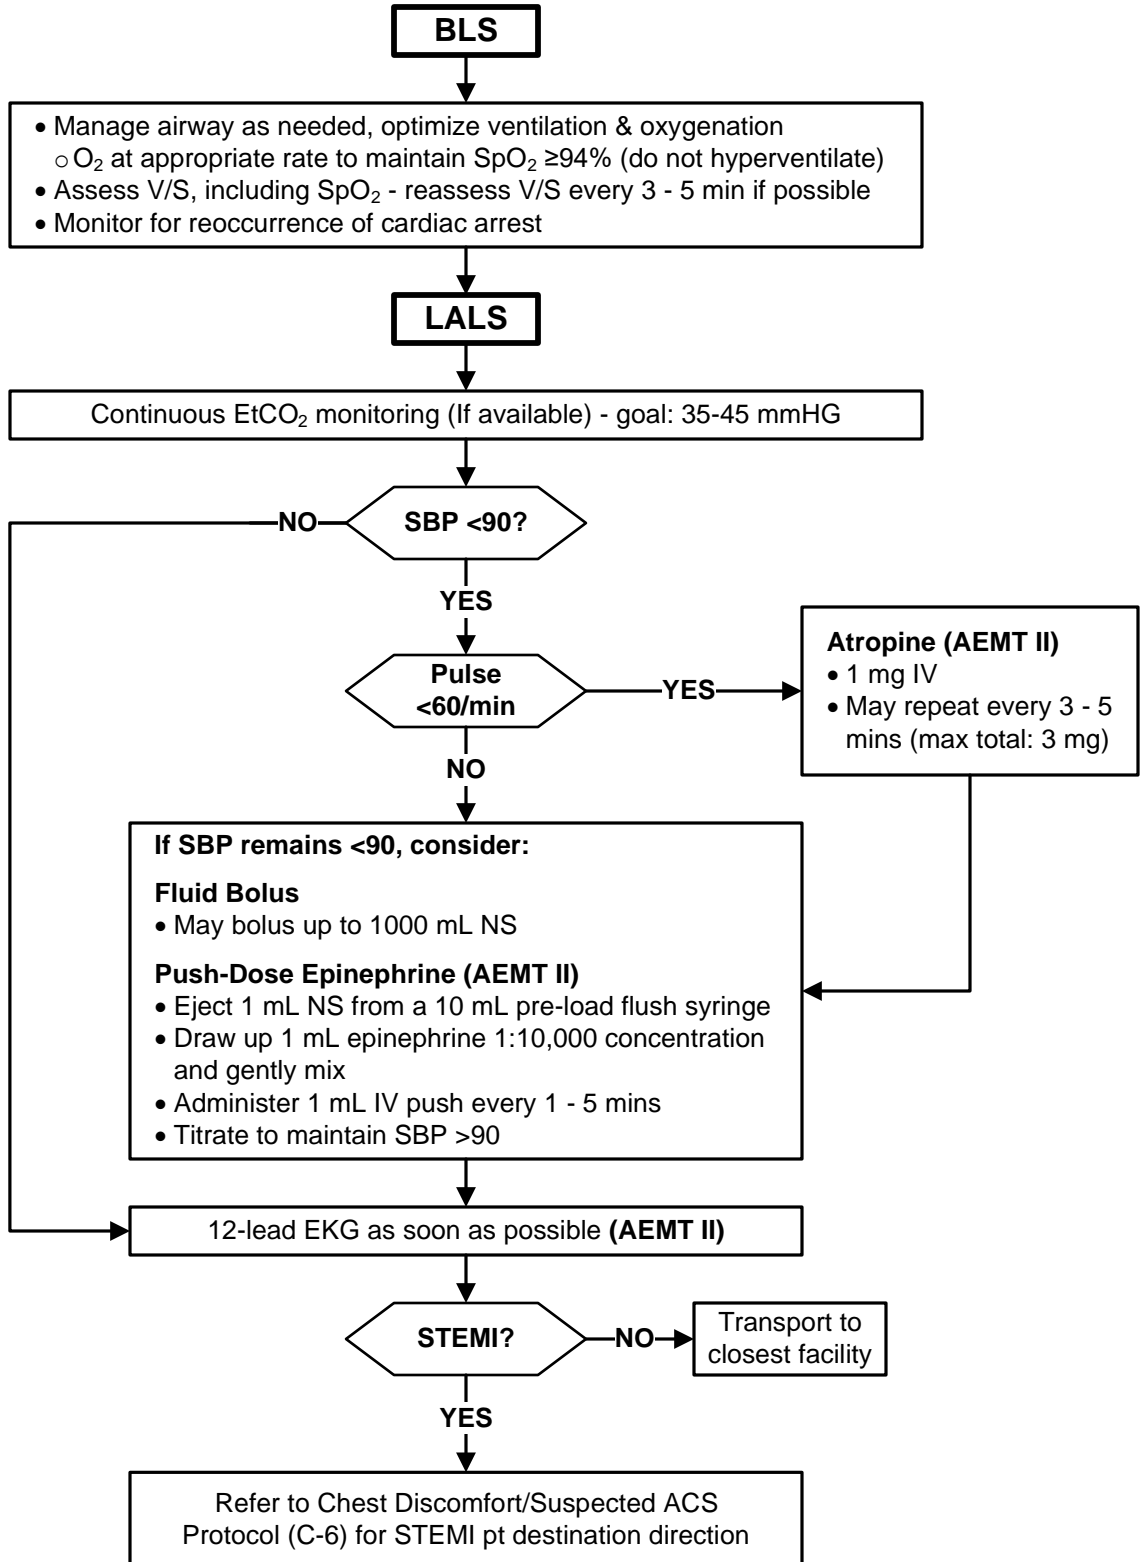 BLS
• Manage airway as needed, optimize ventilation & oxygenation
○ O₂ at appropriate rate to maintain SpO₂ ≥94% (do not hyperventilate)
• Assess V/S, including SpO₂ - reassess V/S every 3 - 5 min if possible
• Monitor for reoccurrence of cardiac arrest
LALS
Continuous EtCO₂ monitoring (If available) - goal: 35-45 mmHG
SBP <90?
NO
YES
Pulse
<60/min
YES
Atropine (AEMT II)
• 1 mg IV
• May repeat every 3 - 5
mins (max total: 3 mg)
NO
If SBP remains <90, consider:
Fluid Bolus
• May bolus up to 1000 mL NS
Push-Dose Epinephrine (AEMT II)
• Eject 1 mL NS from a 10 mL pre-load flush syringe
• Draw up 1 mL epinephrine 1:10,000 concentration
and gently mix
• Administer 1 mL IV push every 1 - 5 mins
• Titrate to maintain SBP >90
12-lead EKG as soon as possible (AEMT II)
STEMI?
NO
Transport to
closest facility
YES
Refer to Chest Discomfort/Suspected ACS
Protocol (C-6) for STEMI pt destination direction